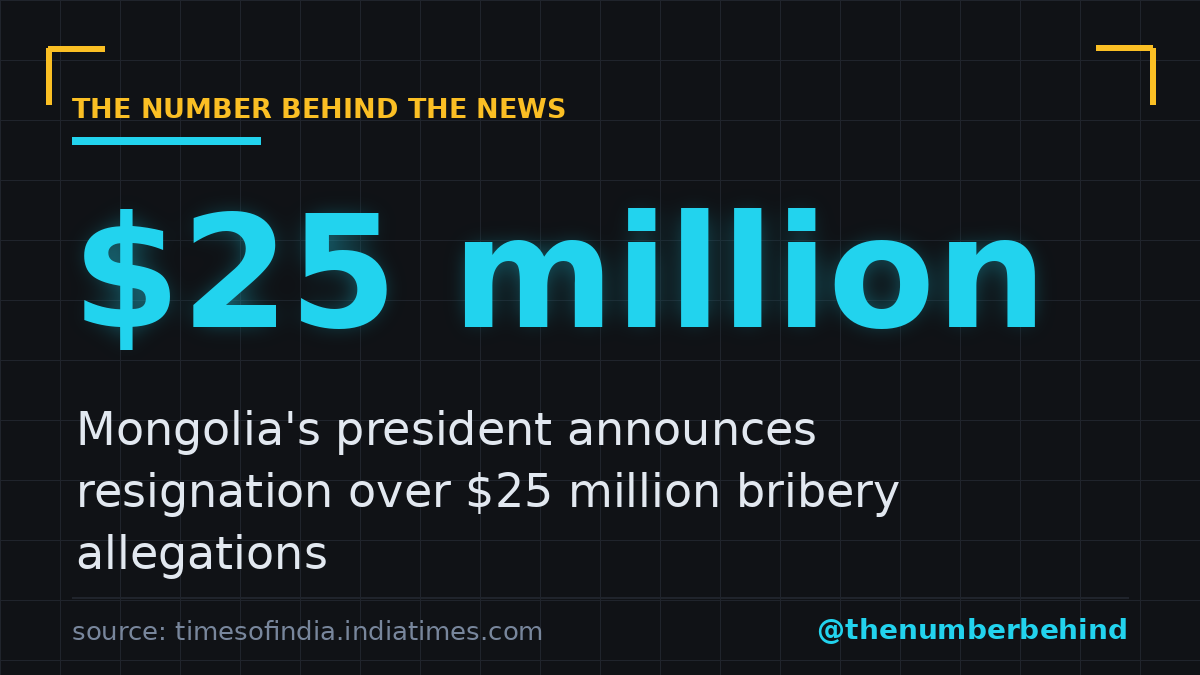 THE NUMBER BEHIND THE NEWS
$25 million
Mongolia's president announces
resignation over $25 million bribery
allegations
source: timesofindia.indiatimes.com
@thenumberbehind